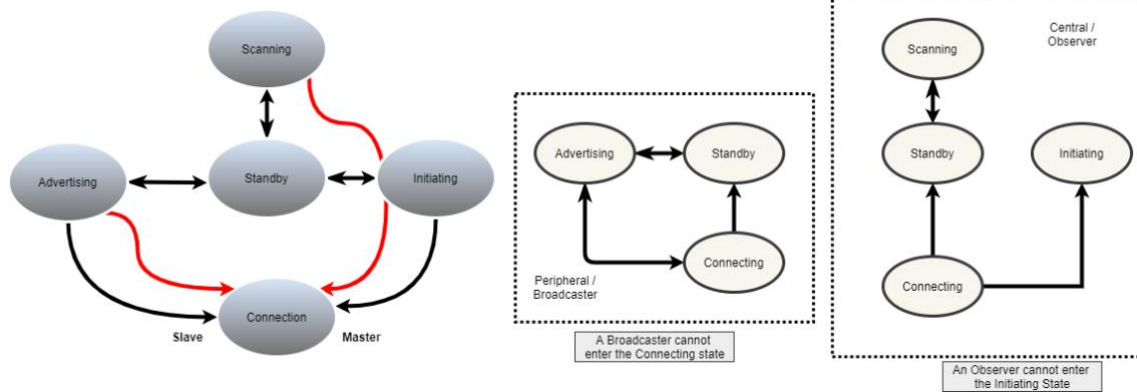 Scanning
Advertising
Standby
Initiating
Connection
Slave
Master
Advertising
Standby
Connecting
Peripheral /
Broadcaster
A Broadcaster cannot
enter the Connecting state
Central /
Observer
Scanning
Standby
Initiating
Connecting
An Observer cannot enter
the Initiating State